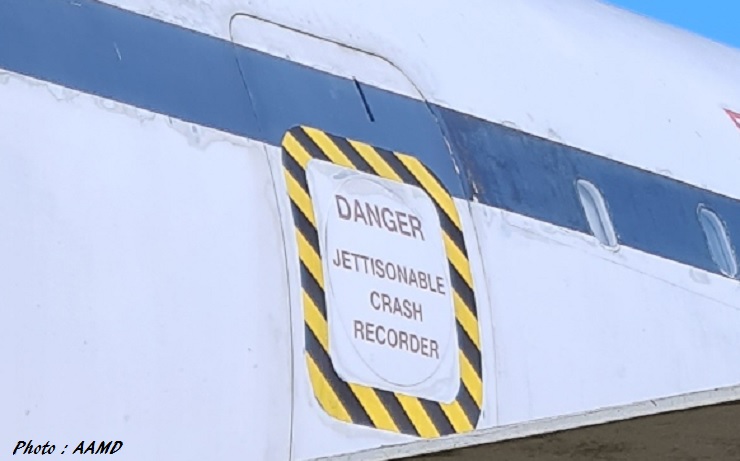 DANGER
JETTISONABLE
CRASH
RECORDER
Photo : AAMD